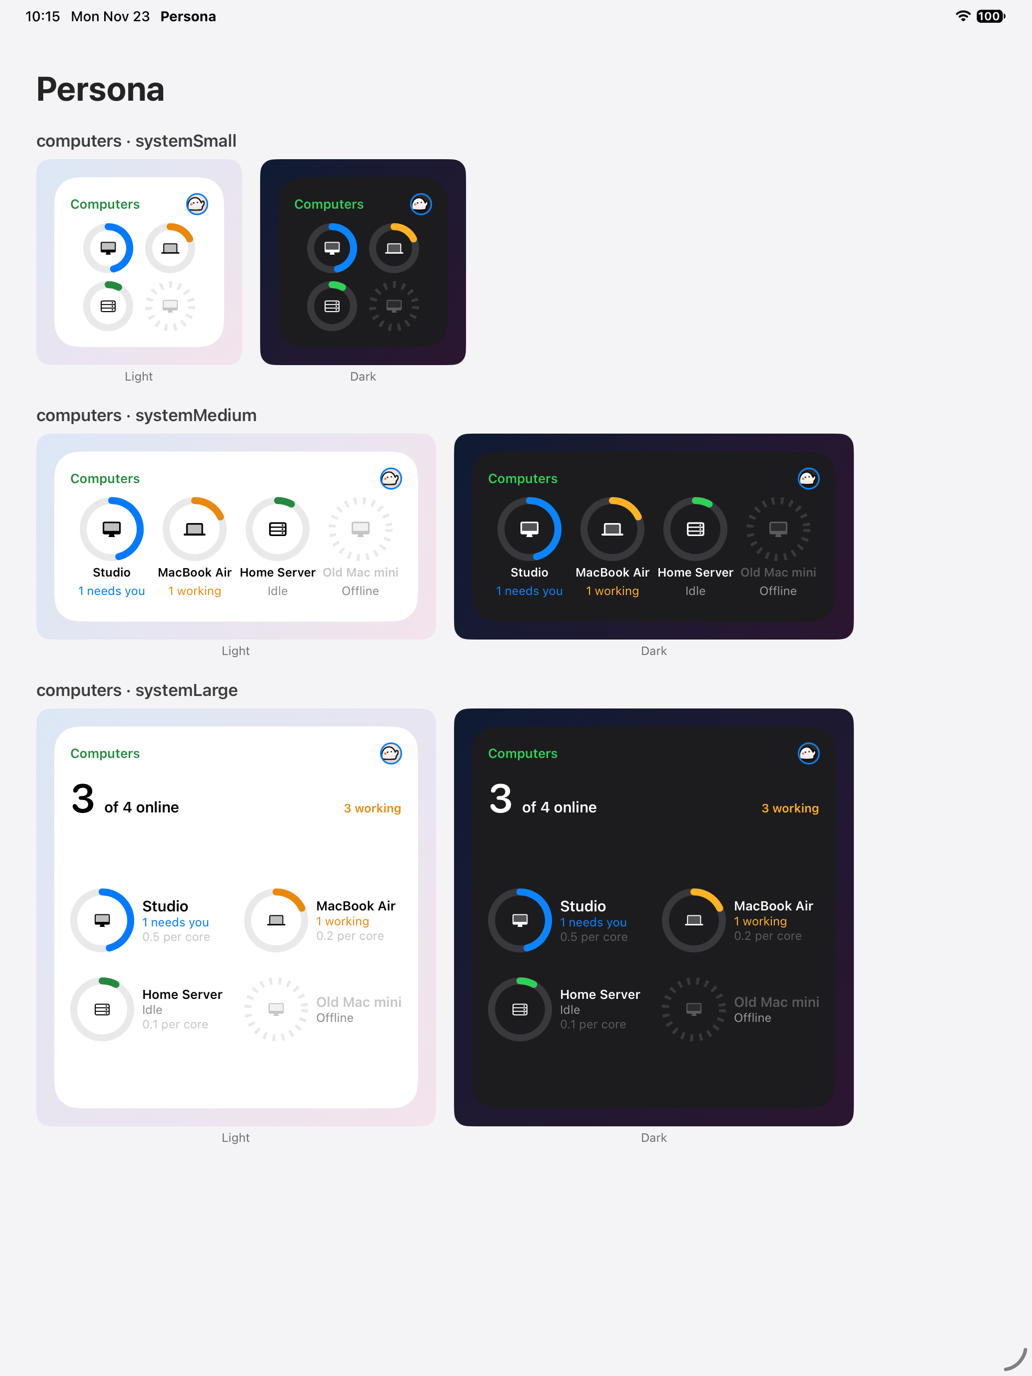 10:15 Mon Nov 23 Persona 100
Persona
computers · systemSmall
Computers
Computers
Light
Dark
computers · systemMedium
Computers
Studio MacBook Air Home Server Old Mac mini
1 needs you 1 working Idle Offline
Computers
Studio MacBook Air Home Server Old Mac mini
1 needs you 1 working Idle Offline
Light
Dark
computers · systemLarge
Computers
3 of 4 online 3 working
Studio
1 needs you
0.5 per core
MacBook Air
1 working
0.2 per core
Home Server
Idle
0.1 per core
Old Mac mini
Offline
Computers
3 of 4 online 3 working
Studio
1 needs you
0.5 per core
MacBook Air
1 working
0.2 per core
Home Server
Idle
0.1 per core
Old Mac mini
Offline
Light
Dark